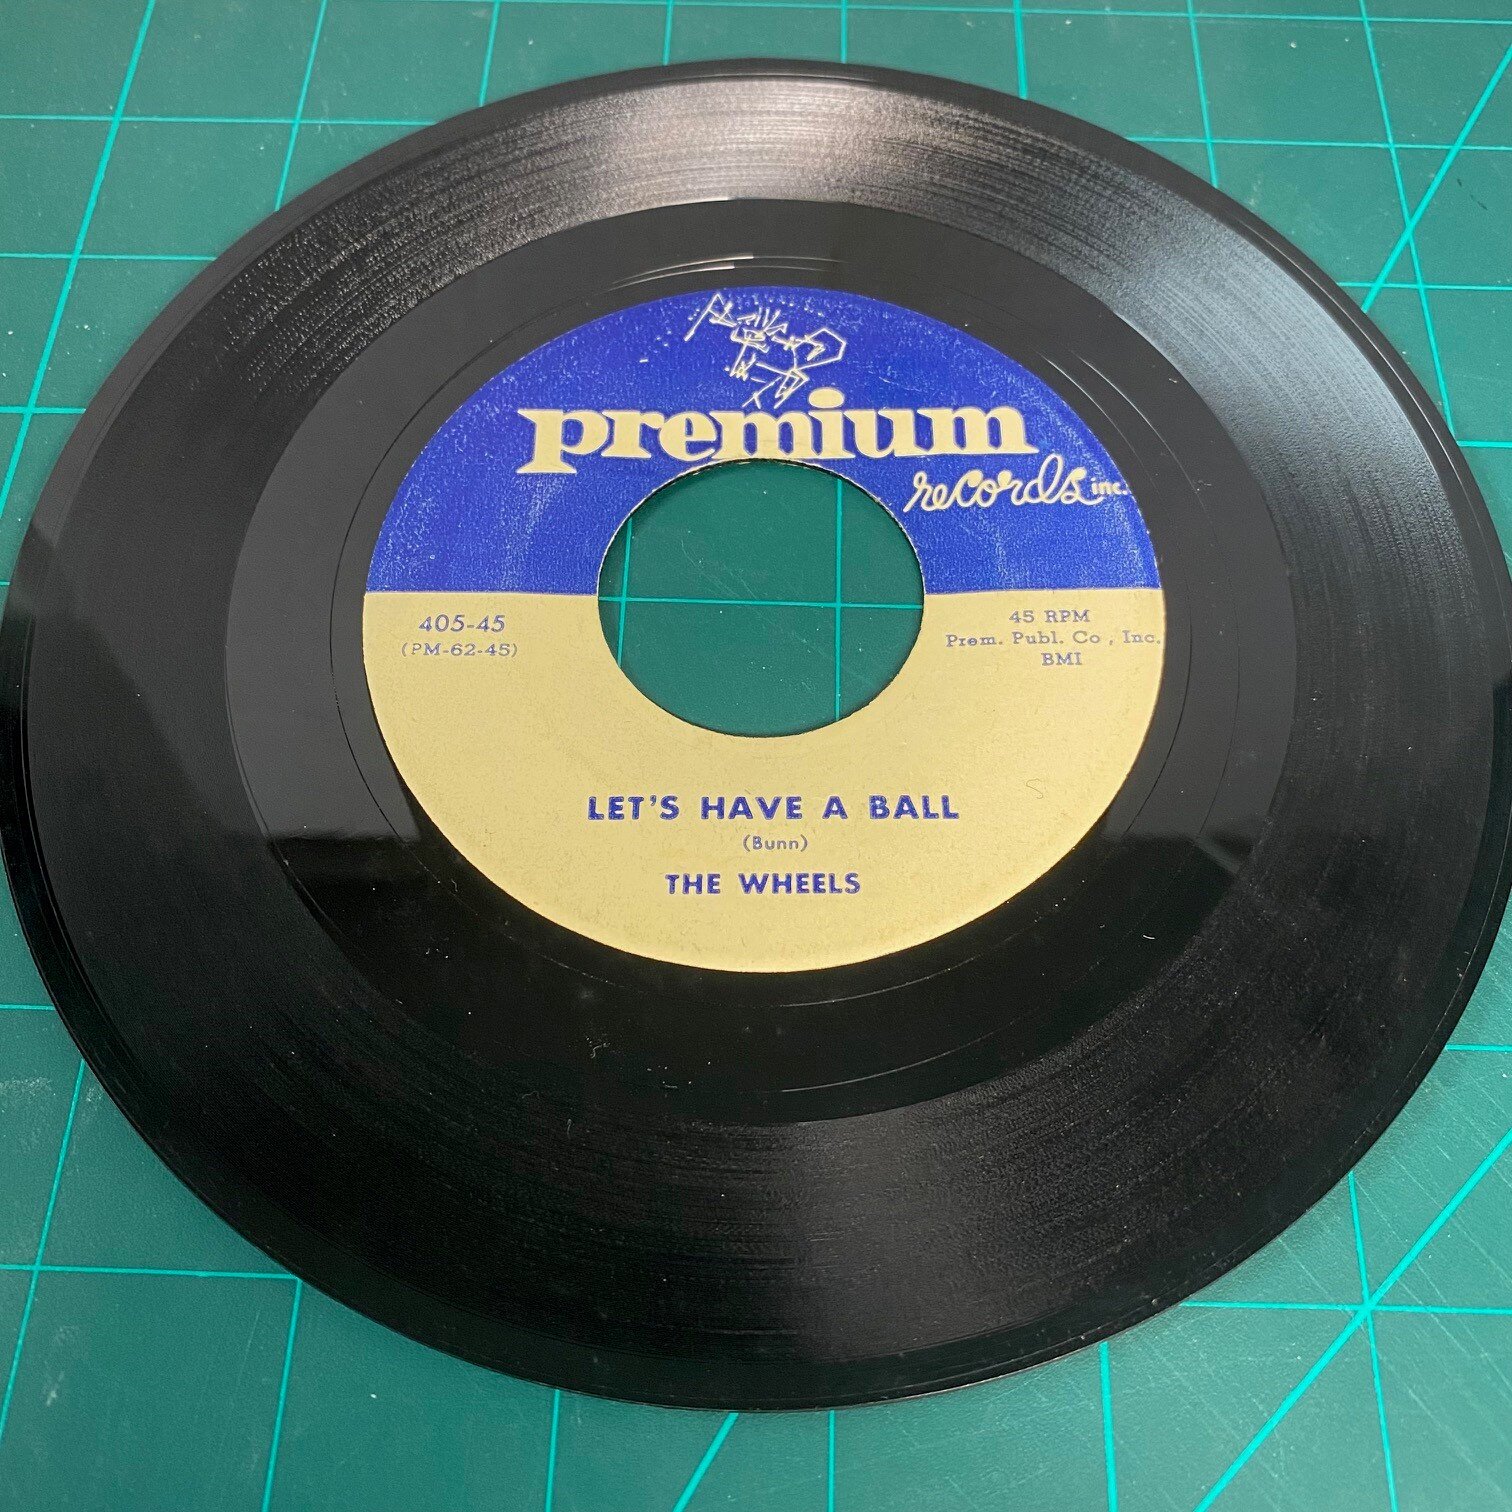 premium
records inc.
405-45
(PM-62-45)
45 RPM
Prem. Publ. Co., Inc.
BMI
LET'S HAVE A BALL
(Bunn)
THE WHEELS